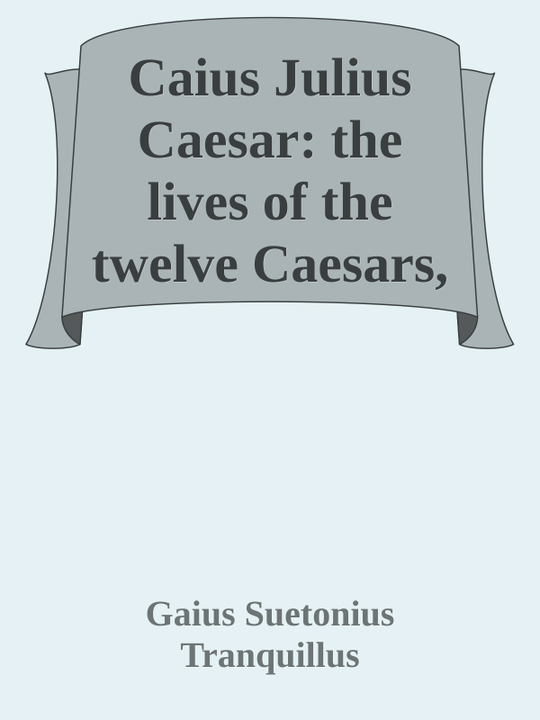 Caius Julius
Caesar: the
lives of the
twelve Caesars,
Gaius Suetonius
Tranquillus